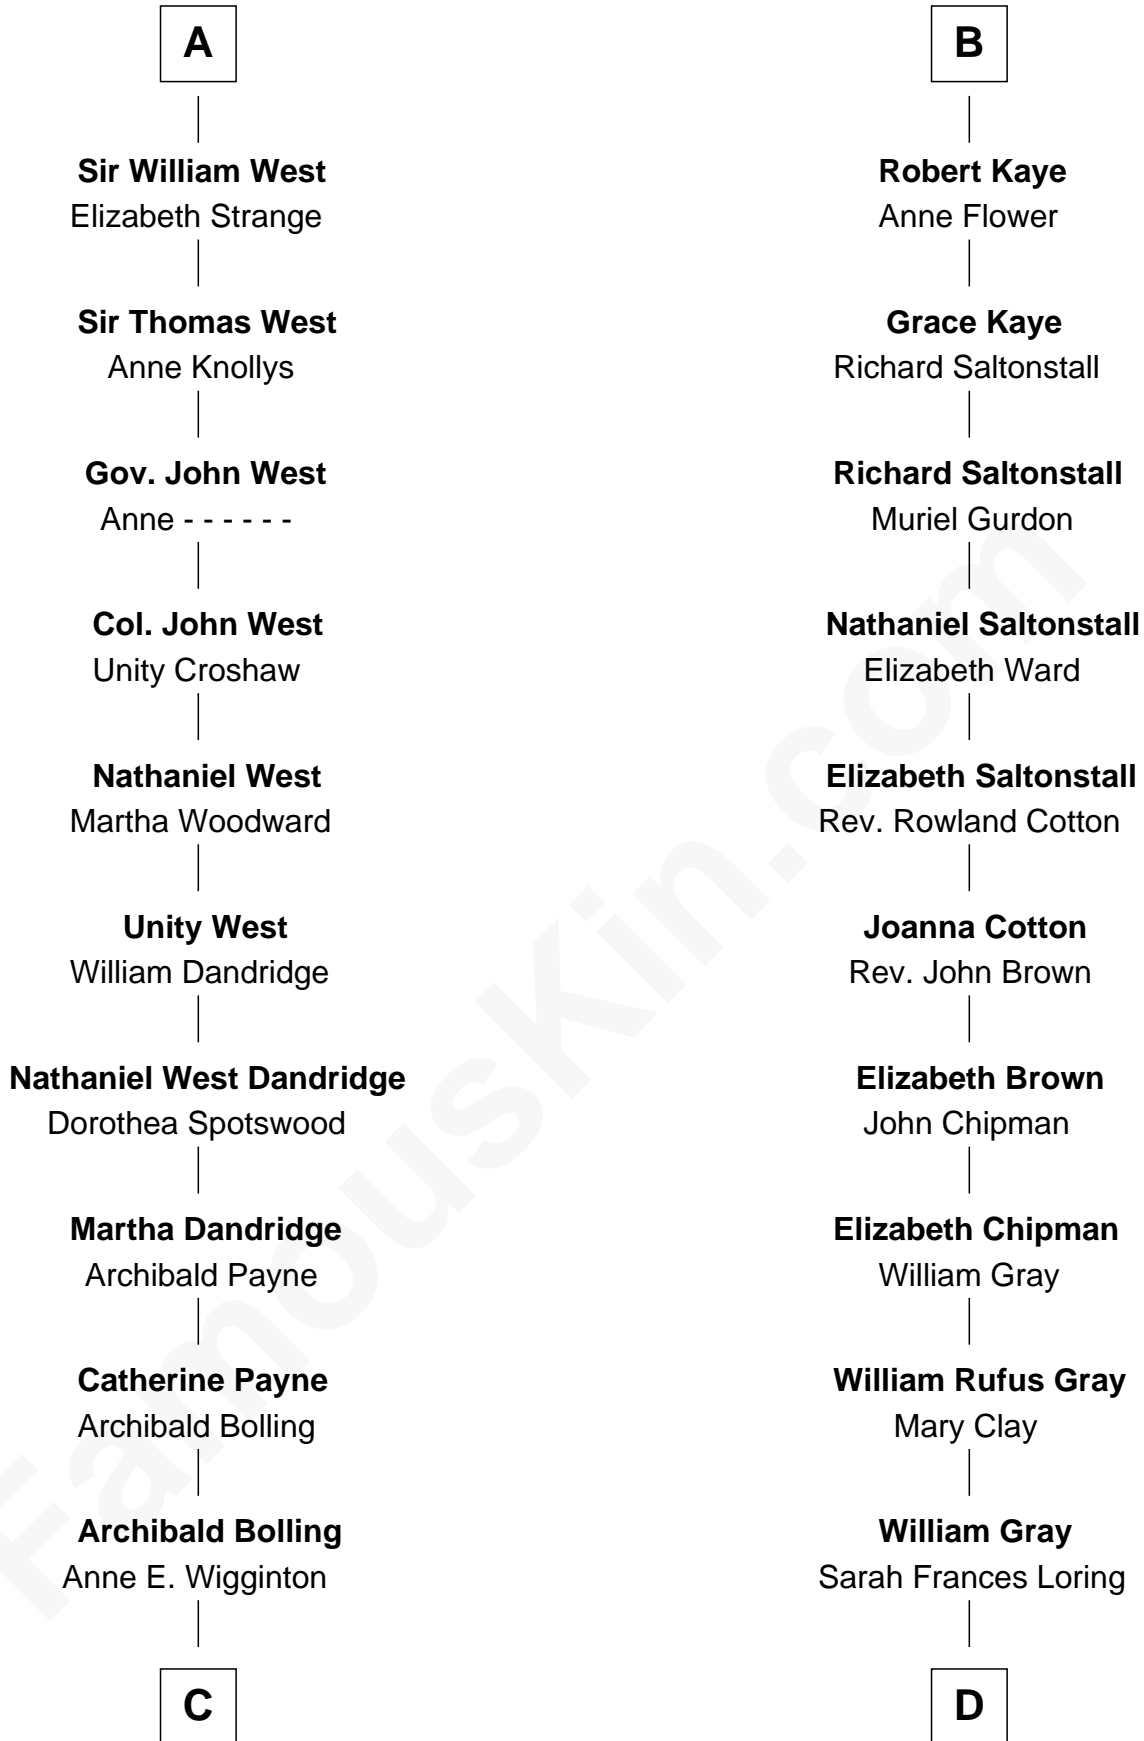 A
Sir William West
Elizabeth Strange
Sir Thomas West
Anne Knollys
Gov. John West
Anne - - - - - -
Col. John West
Unity Croshaw
Nathaniel West
Martha Woodward
Unity West
William Dandridge
Nathaniel West Dandridge
Dorothea Spotswood
Martha Dandridge
Archibald Payne
Catherine Payne
Archibald Bolling
Archibald Bolling
Anne E. Wigginton
C
B
Robert Kaye
Anne Flower
Grace Kaye
Richard Saltonstall
Richard Saltonstall
Muriel Gurdon
Nathaniel Saltonstall
Elizabeth Ward
Elizabeth Saltonstall
Rev. Rowland Cotton
Joanna Cotton
Rev. John Brown
Elizabeth Brown
John Chipman
Elizabeth Chipman
William Gray
William Rufus Gray
Mary Clay
William Gray
Sarah Frances Loring
D
FamousKin.com